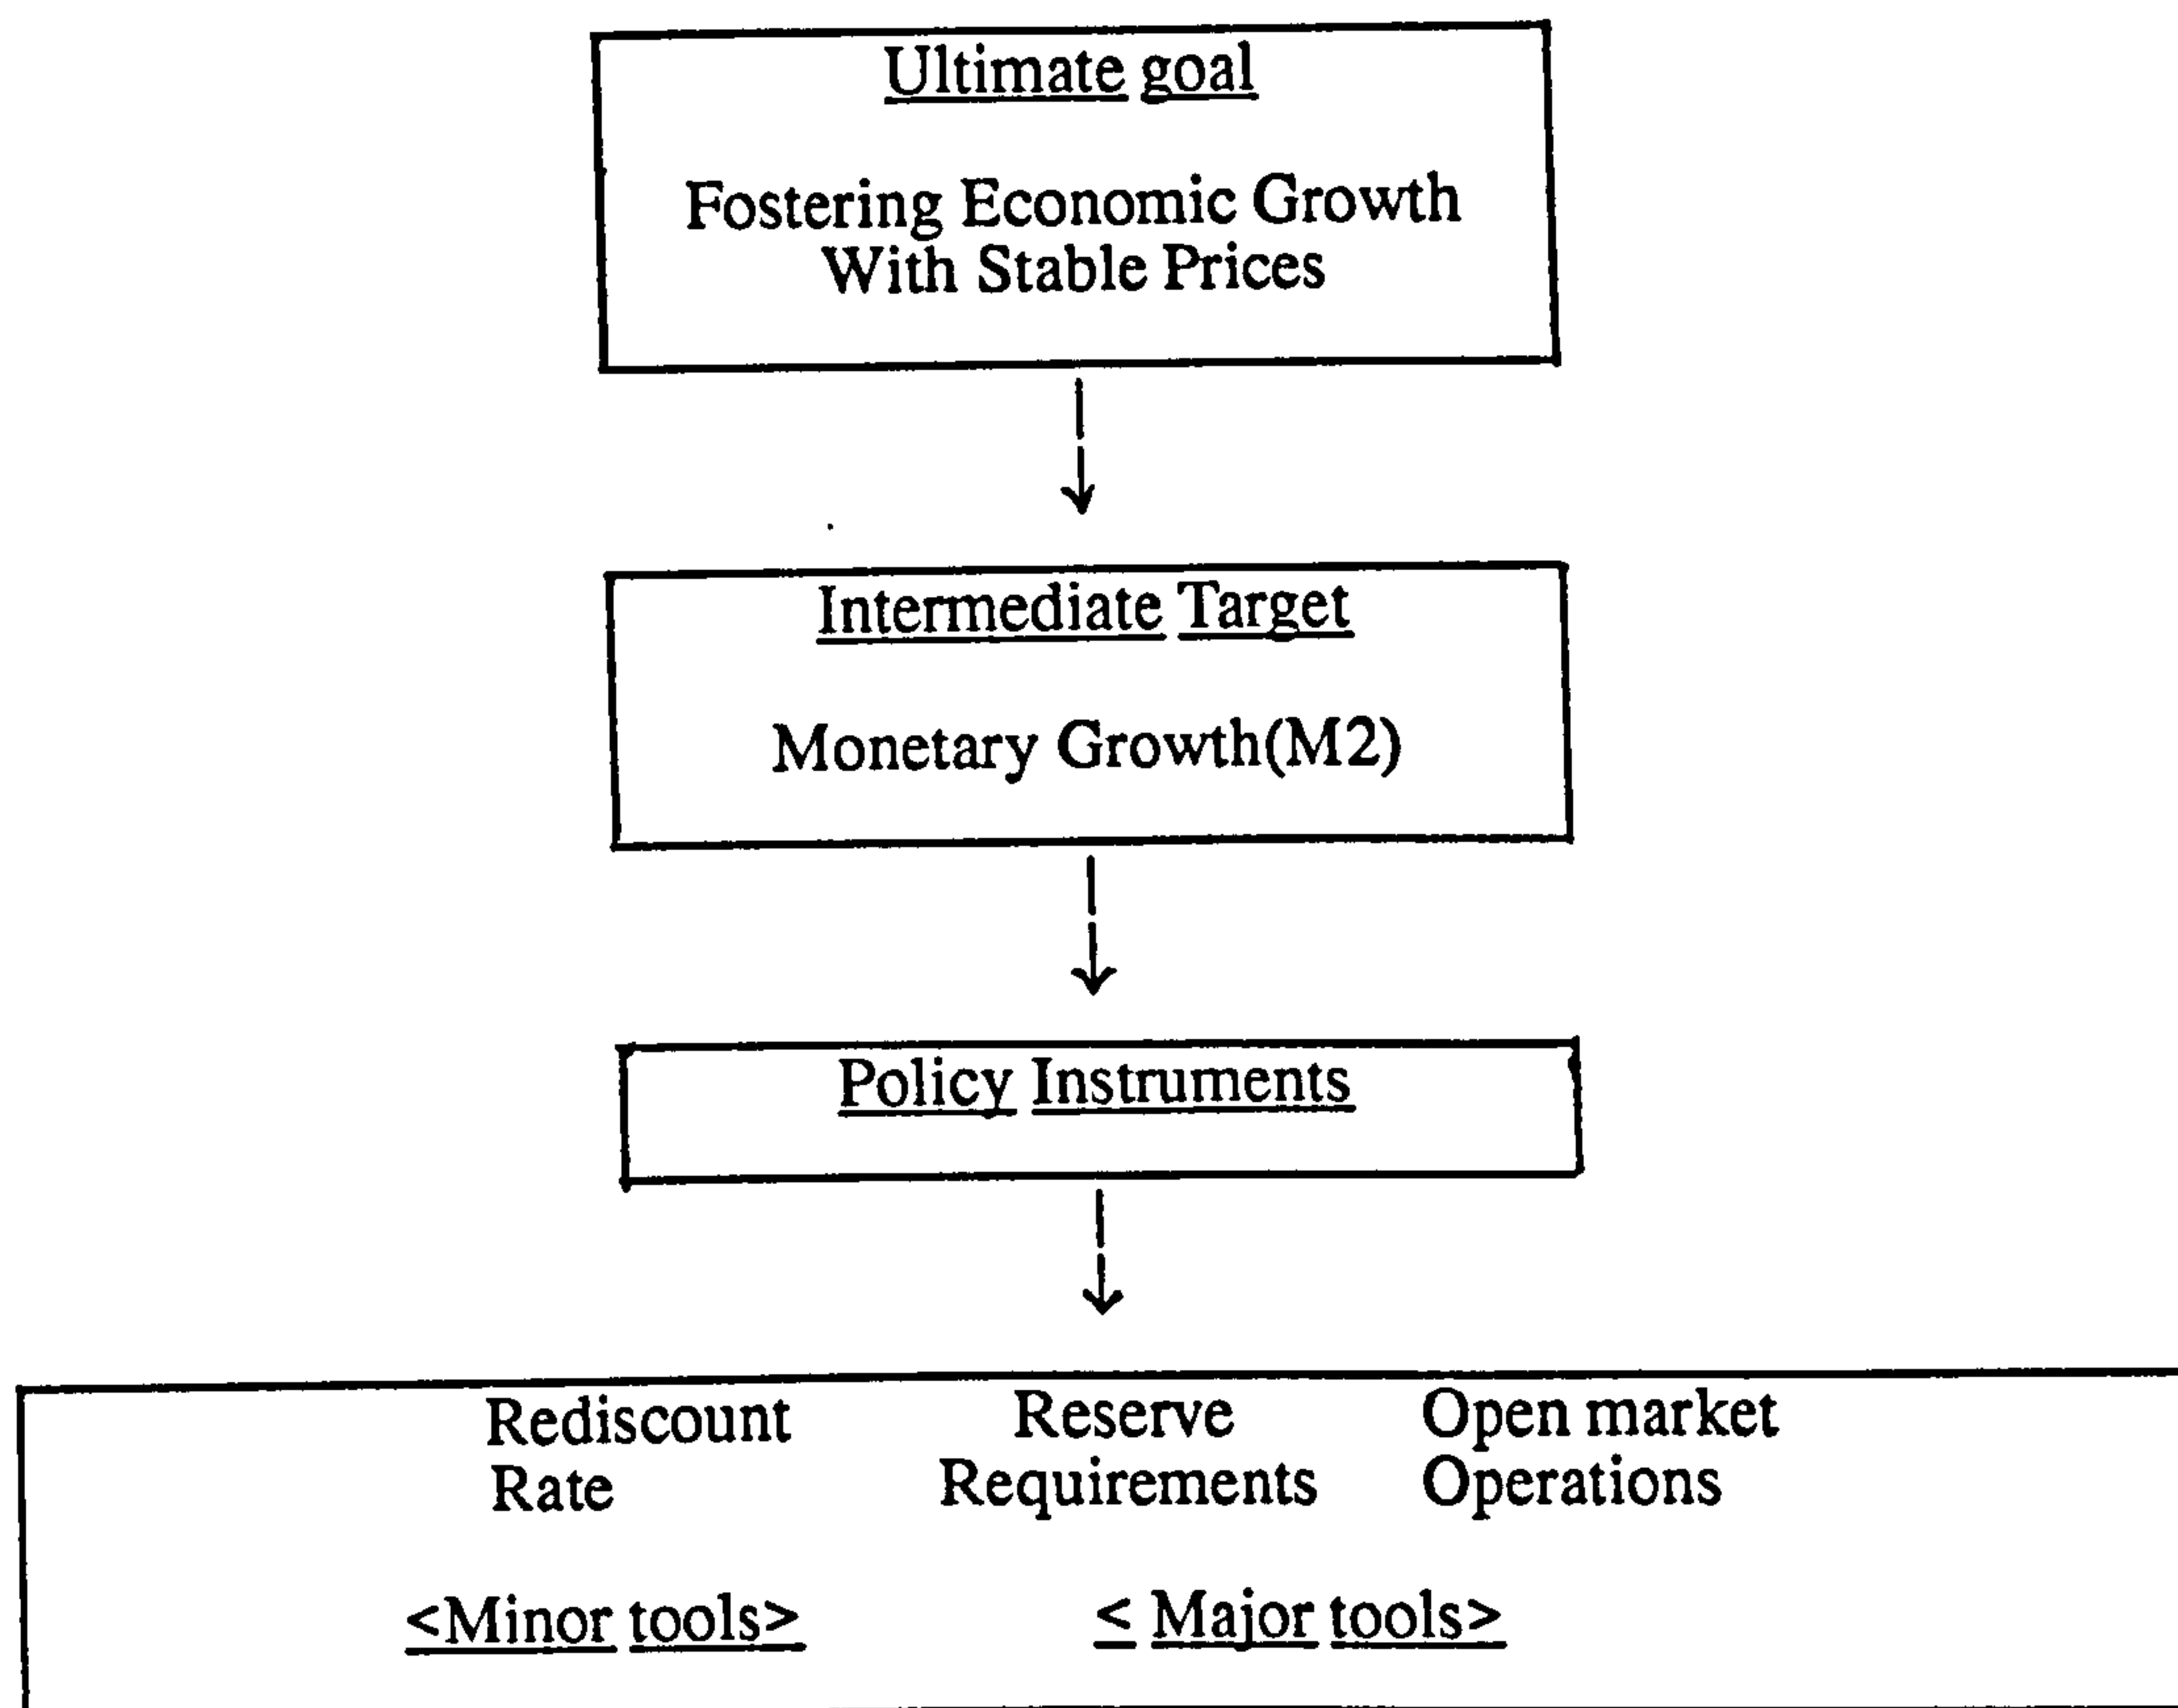 Ultimate goal
Fostering Economic Growth
With Stable Prices
Intermediate Target
Monetary Growth(M2)
Policy Instruments
Rediscount Reserve Open market
Rate Requirements Operations
<Minor tools> < Major tools>